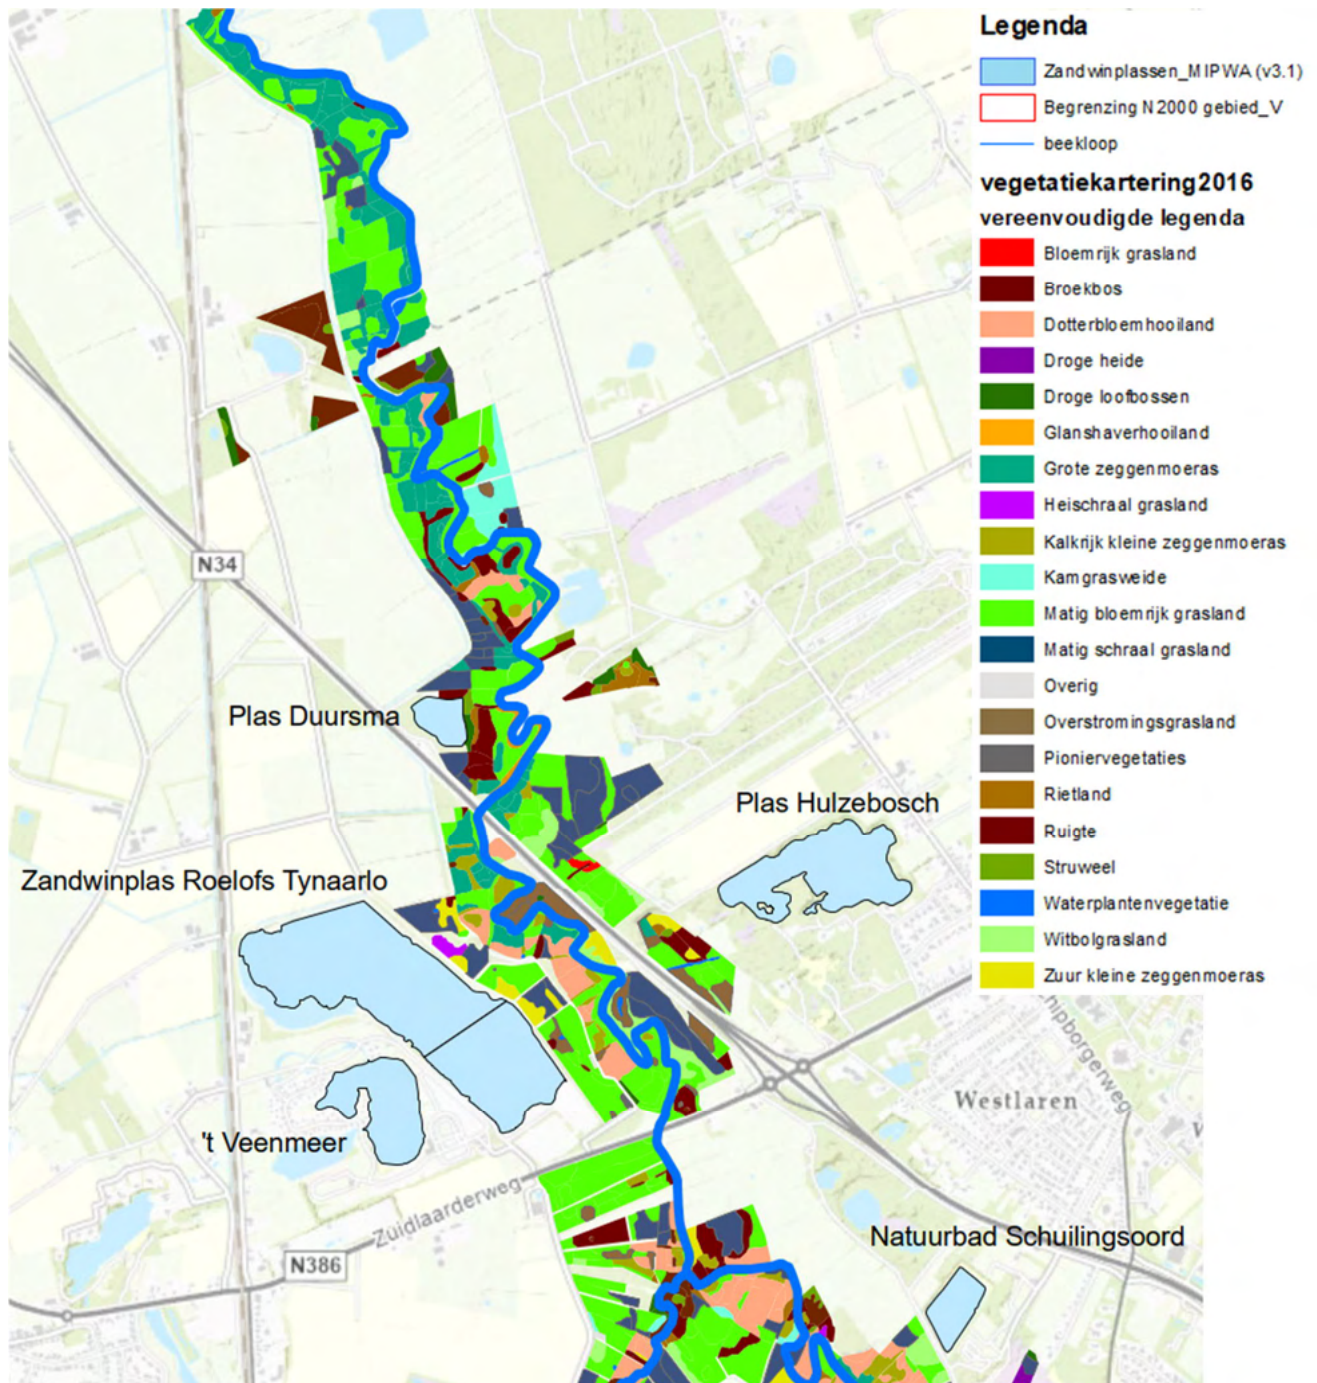 Legenda
Zandwinplassen_MIPWA (v3.1)
Begrenzing N2000 gebied_V
beekloop
vegetatiekartering2016
vereenvoudigde legenda
Bloemrijk grasland
Broekbos
Dotterbloemhooiland
Droge heide
Droge loofbossen
Glanshaverhooiland
Grote zeggenmoeras
Heischraal grasland
Kalkrijk kleine zeggenmoeras
Kamgrasweide
Matig bloemrijk grasland
Matig schraal grasland
Overig
Overstromingsgrasland
Pioniervegetaties
Rietland
Ruigte
Struweel
Waterplantenvegetatie
Witbolgrasland
Zuur kleine zeggenmoeras
N34
Plas Duursma
Plas Hulzebosch
Zandwinplas Roelofs Tynaarlo
hipborgerweg
Westlaren
't Veenmeer
Zuidlaarderweg
N386
Natuurbad Schuilingsoord